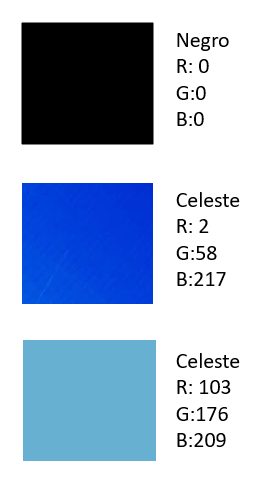 Negro
R: 0
G:0
B:0
Celeste
R: 2
G:58
B:217
Celeste
R: 103
G:176
B:209